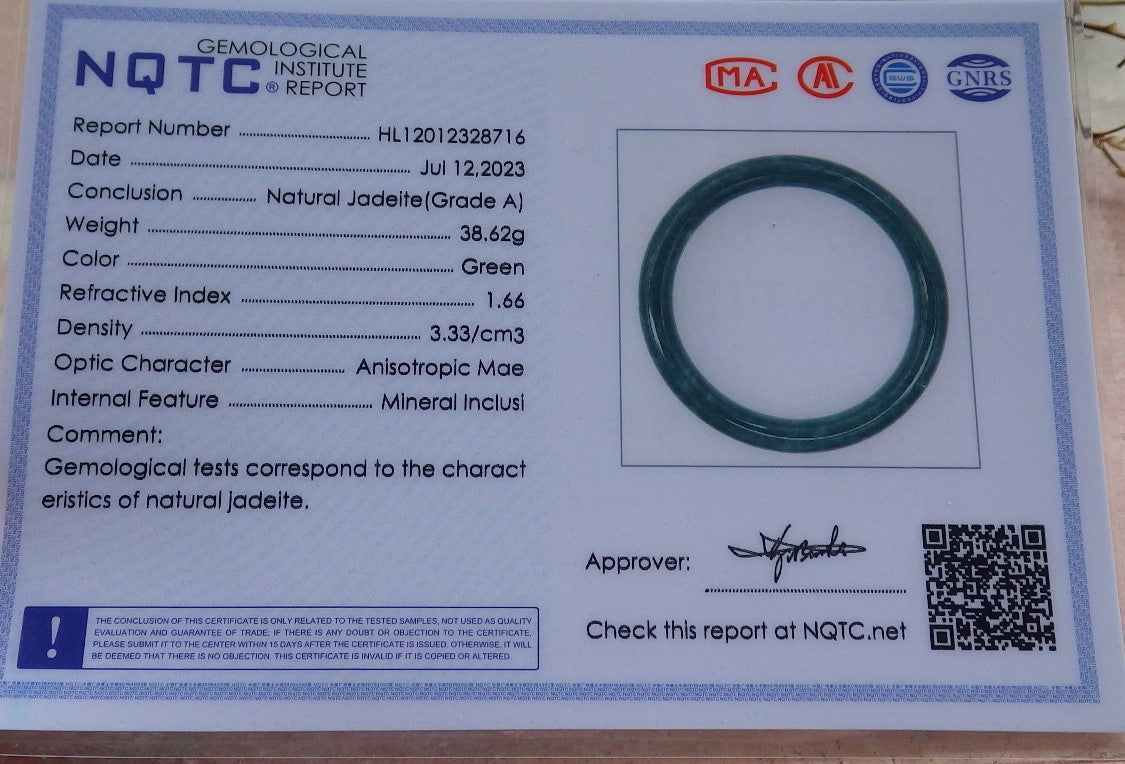 NQTC® GEMOLOGICAL INSTITUTE REPORT
MA
GUG
GNRS
Report Number HL12012328716
Date Jul 12,2023
Conclusion Natural Jadeite(Grade A)
Weight 38.62g
Color Green
Refractive Index 1.66
Density 3.33/cm3
Optic Character Anisotropic Mae
Internal Feature Mineral Inclusi
Comment:
Gemological tests correspond to the charact
eristics of natural jadeite.
Approver:
Check this report at NQTC.net
!
THE CONCLUSION OF THIS CERTIFICATE IS ONLY RELATED TO THE TESTED SAMPLES, NOT USED AS QUALITY
EVALUATION AND GUARANTEE OF TRADE; IF THERE IS ANY DOUBT OR OBJECTION TO THE CERTIFICATE,
PLEASE SUBMIT IT TO THE CENTER WITHIN 15 DAYS AFTER THE CERTIFICATE IS ISSUED. OTHERWISE, IT WILL
BE DEEMED THAT THERE IS NO OBJECTION. THIS CERTIFICATE IS INVALID IF IT IS COPIED OR ALTERED.